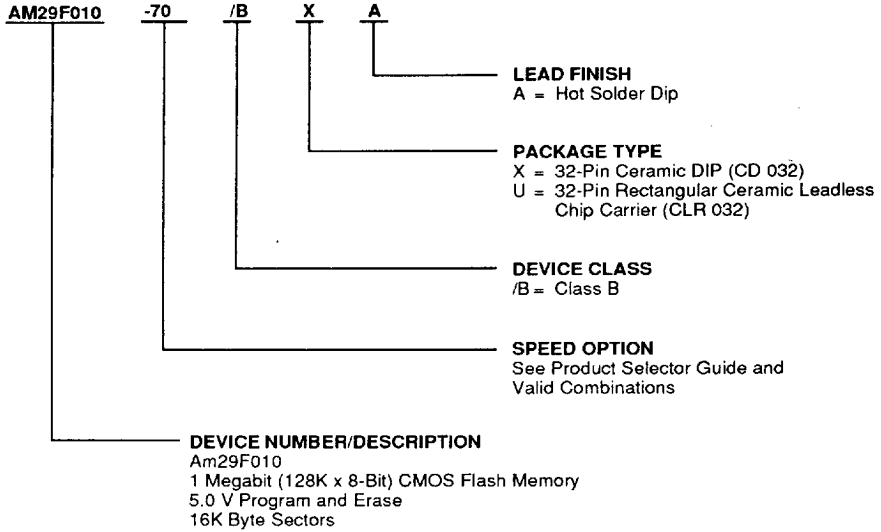 AM29F010 -70 /B X A
LEAD FINISH
A = Hot Solder Dip
PACKAGE TYPE
X = 32-Pin Ceramic DIP (CD 032)
U = 32-Pin Rectangular Ceramic Leadless
Chip Carrier (CLR 032)
DEVICE CLASS
/B = Class B
SPEED OPTION
See Product Selector Guide and
Valid Combinations
DEVICE NUMBER/DESCRIPTION
Am29F010
1 Megabit (128K x 8-Bit) CMOS Flash Memory
5.0 V Program and Erase
16K Byte Sectors